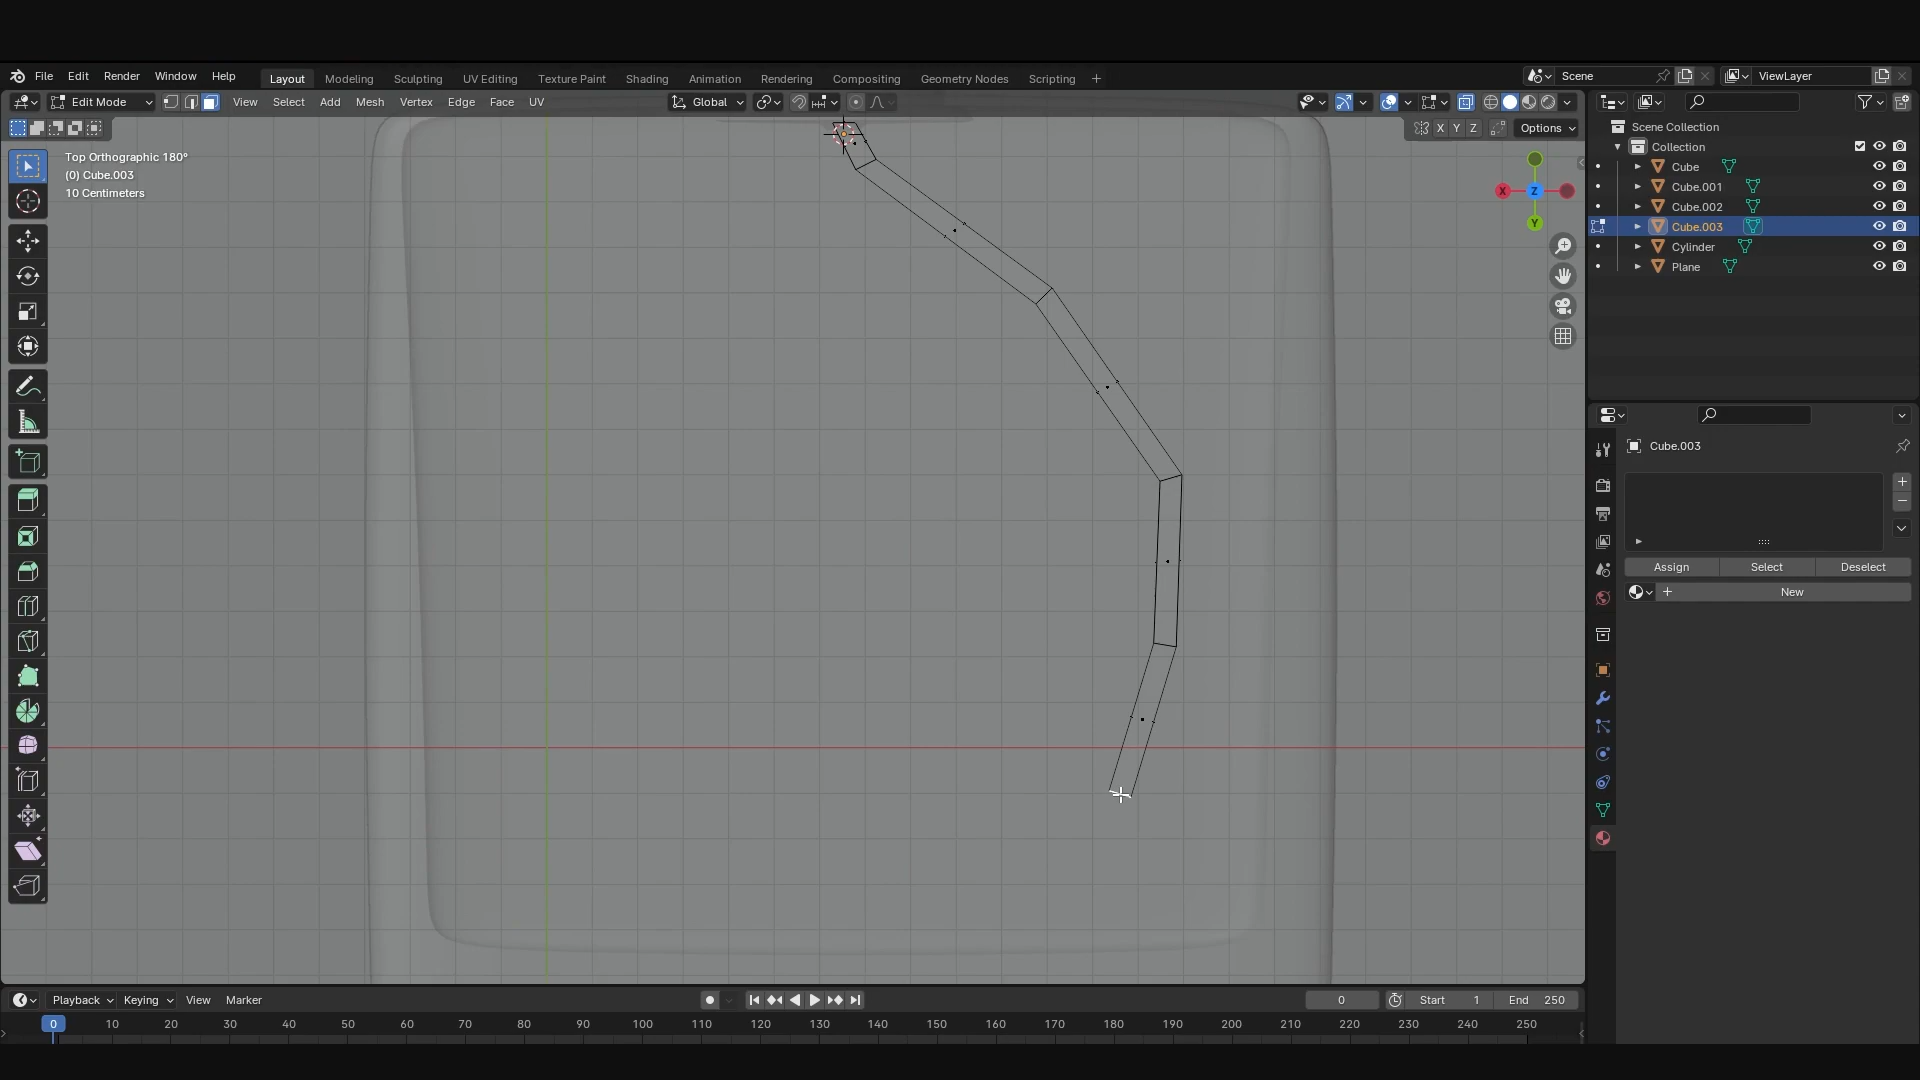 File Edit Render Window Help Layout Modeling Sculpting UV Editing Texture Paint Shading Animation Rendering Compositing Geometry Nodes Scripting + Scene ViewLayer
Edit Mode View Select Add Mesh Vertex Edge Face UV Global
X Y Z Options
Top Orthographic 180°
(0) Cube.003
10 Centimeters
X Z Y
Scene Collection
Collection
Cube
Cube.001
Cube.002
Cube.003
Cylinder
Plane
Cube.003
Assign Select Deselect
+ New
Playback Keying View Marker 0 Start 1 End 250
0 10 20 30 40 50 60 70 80 90 100 110 120 130 140 150 160 170 180 190 200 210 220 230 240 250